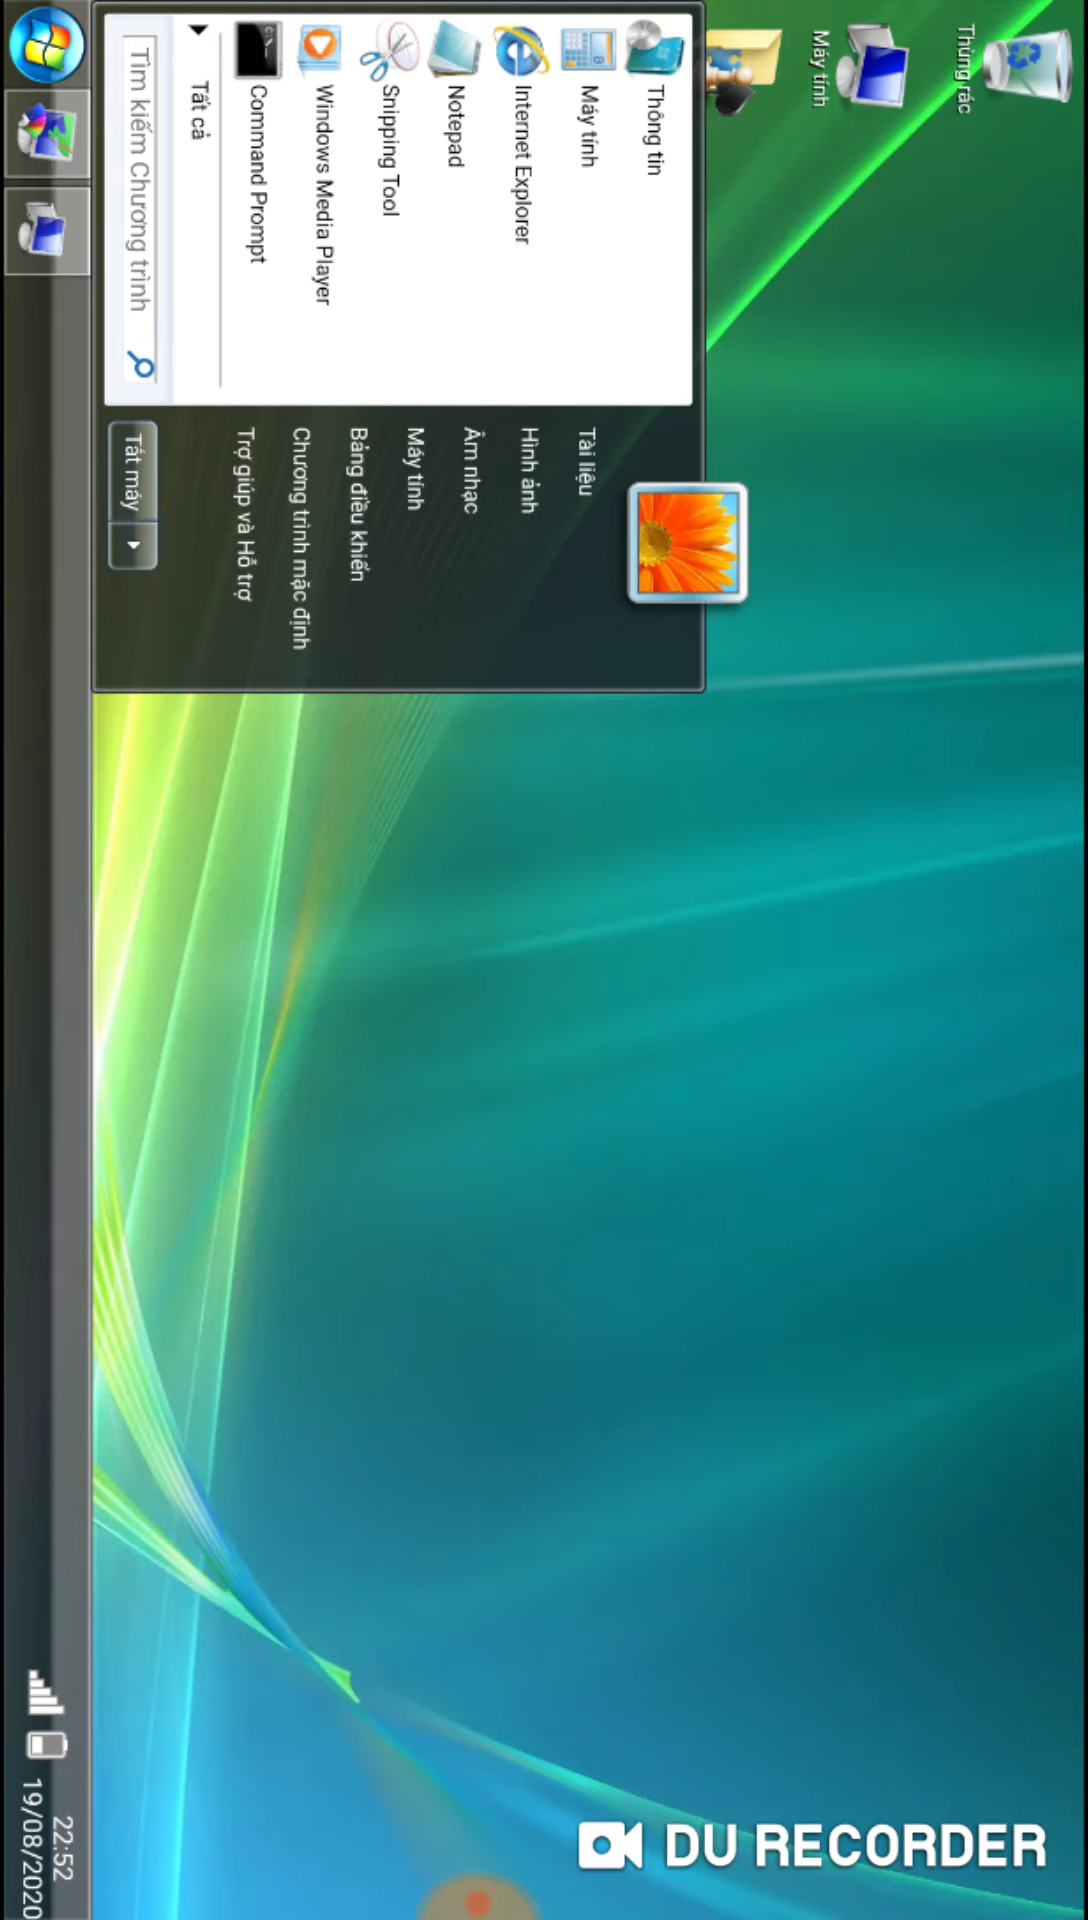 Thùng rác
Máy tính
Thông tin
Máy tính
Internet Explorer
Notepad
Snipping Tool
Windows Media Player
Command Prompt
Tất cả
Tìm kiếm Chương trình
Tài liệu
Hình ảnh
Âm nhạc
Máy tính
Bảng điều khiển
Chương trình mặc định
Trợ giúp và Hỗ trợ
Tắt máy
22:52
19/08/2020
DU RECORDER